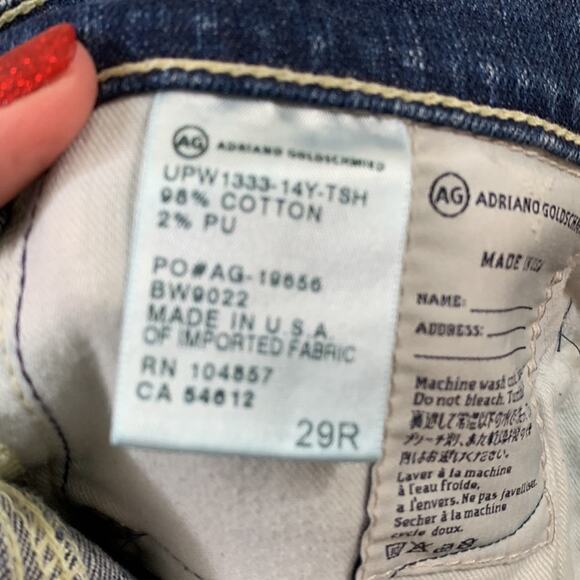 AG ADRIANO GOLDSCHMIED
UPW1333-14Y-TSH
98% COTTON
2% PU
PO#AG-19656
BW9022
MADE IN U.S.A.
OF IMPORTED FABRIC
RN 104857
CA 54612
29R
AG ADRIANO
MADE IN
NAME:
ADDRESS:
Machine wash
Do not bleach.
Laver à la machine
à l'eau froide,
a l'envers. Ne pas
Secher à la machine
cycle doux.